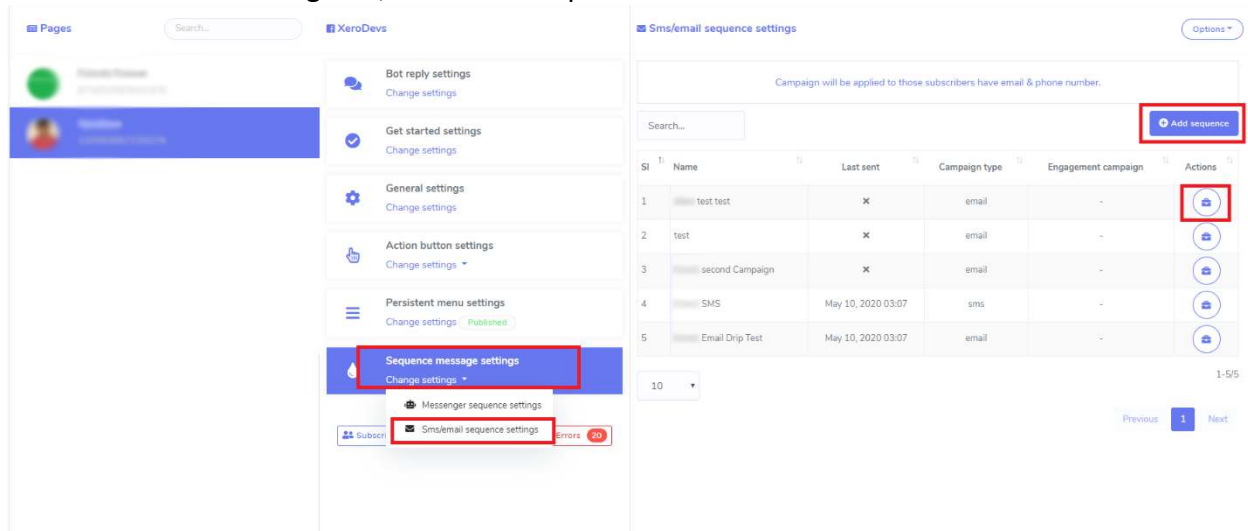 Pages
Search...
XeroDevs
Sms/email sequence settings
Options
Bot reply settings
Change settings
Get started settings
Change settings
General settings
Change settings
Action button settings
Change settings
Persistent menu settings
Change settings Published
Sequence message settings
Change settings
Messenger sequence settings
Sms/email sequence settings
Subscri
Errors 20
Campaign will be applied to those subscribers have email & phone number.
Search...
Add sequence
Sl Name Last sent Campaign type Engagement campaign Actions
1 test test × email -
2 test × email -
3 second Campaign × email -
4 SMS May 10, 2020 03:07 sms -
5 Email Drip Test May 10, 2020 03:07 email -
10
1-5/5
Previous 1 Next